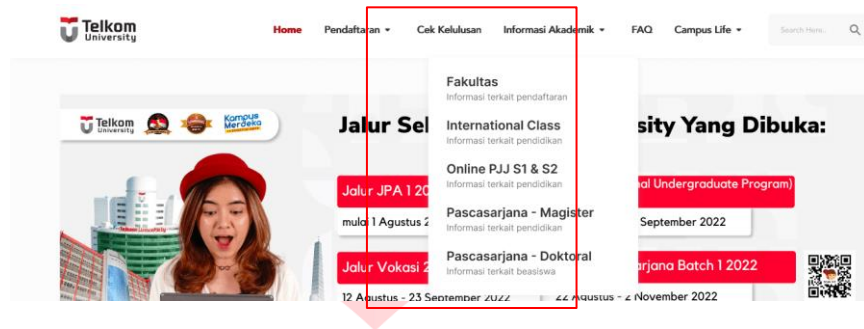 Telkom University
Home Pendaftaran Cek Kelulusan Informasi Akademik FAQ Campus Life Search Here..
Fakultas
Informasi terkait pendaftaran
International Class
Informasi terkait pendidikan
Online PJJ S1 & S2
Informasi terkait pendidikan
Pascasarjana - Magister
Informasi terkait pendidikan
Pascasarjana - Doktoral
Informasi terkait beasiswa
Telkom University Kampus Merdeka
Jalur Sel sity Yang Dibuka:
Jalur JPA 1 20 al Undergraduate Program)
mulai 1 Agustus 2 September 2022
Jalur Vokasi 2 arjana Batch 1 2022
12 Agustus - 23 September 2022 22 Agustus - 2 November 2022